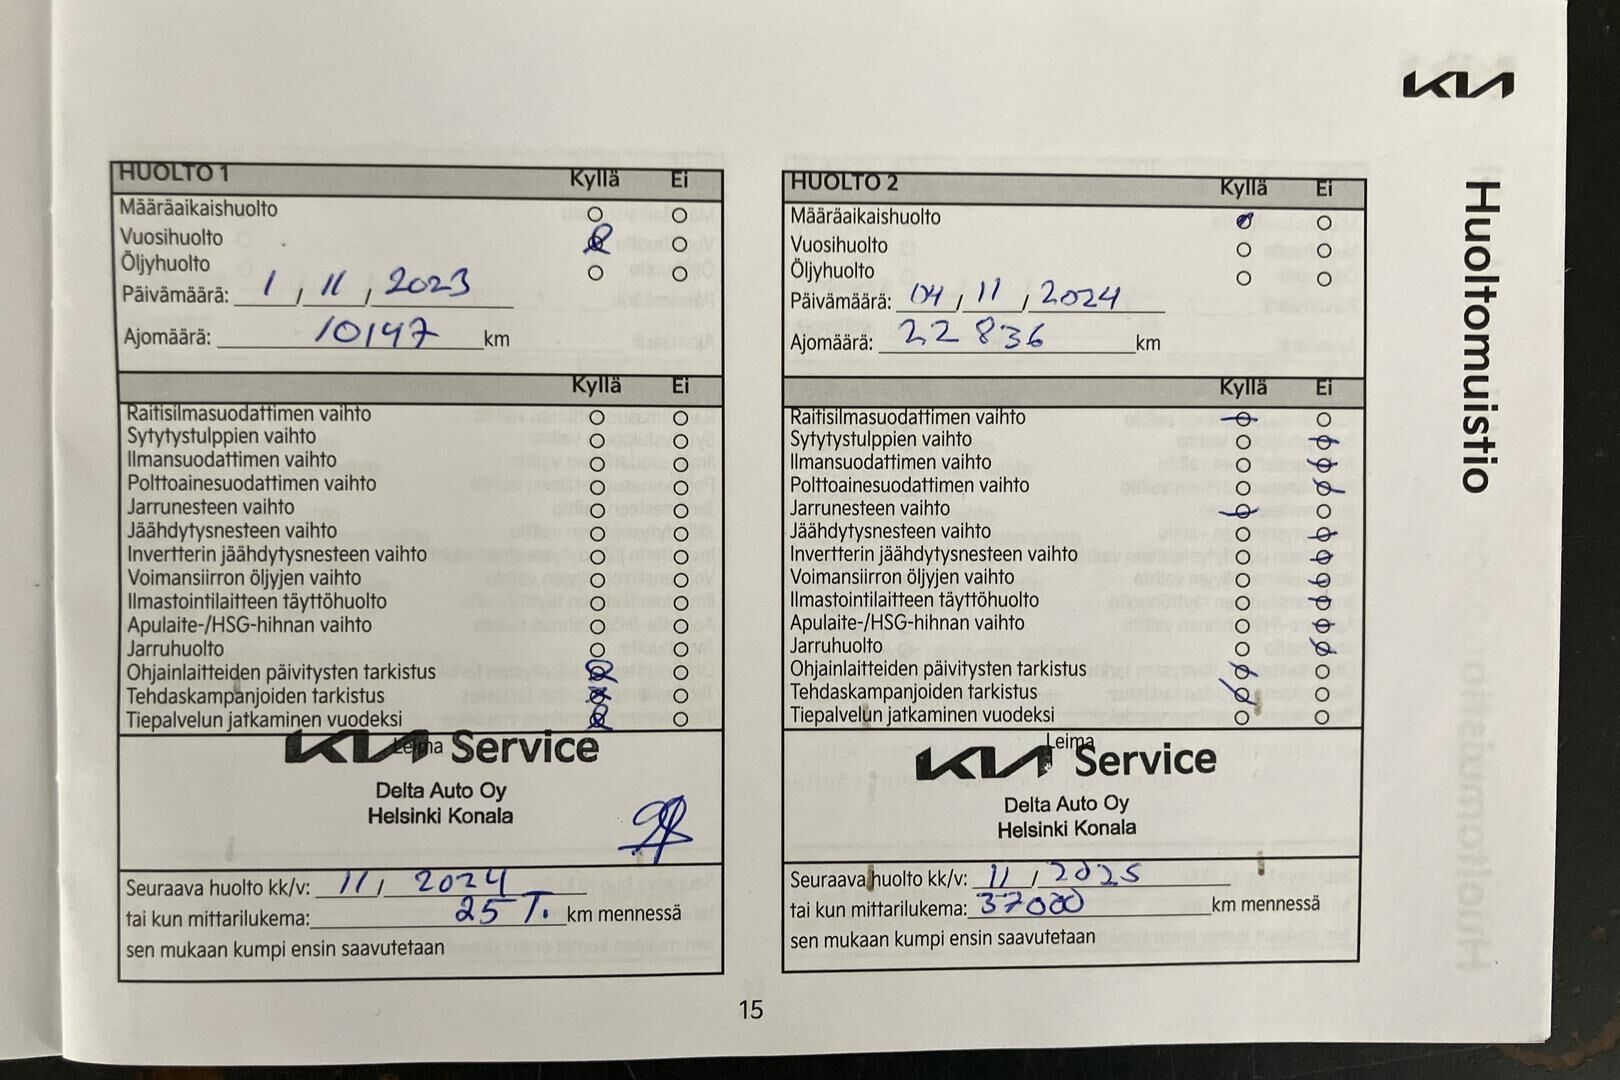 KIA
Huoltomuistio
HUOLTO 1 Kyllä Ei
Määräaikaishuolto
Vuosihuolto
Öljyhuolto
Päivämäärä: 1 / 11 / 2023
Ajomäärä: 10147 km
Kyllä Ei
Raitisilmasuodattimen vaihto
Sytytystulppien vaihto
Ilmansuodattimen vaihto
Polttoainesuodattimen vaihto
Jarrunesteen vaihto
Jäähdytysnesteen vaihto
Invertterin jäähdytysnesteen vaihto
Voimansiirron öljyjen vaihto
Ilmastointilaitteen täyttöhuolto
Apulaite-/HSG-hihnan vaihto
Jarruhuolto
Ohjainlaitteiden päivitysten tarkistus
Tehdaskampanjoiden tarkistus
Tiepalvelun jatkaminen vuodeksi
Leima
KIA Service
Delta Auto Oy
Helsinki Konala
Seuraava huolto kk/v: 11 / 2024
tai kun mittarilukema: 25 T. km mennessä
sen mukaan kumpi ensin saavutetaan
HUOLTO 2 Kyllä Ei
Määräaikaishuolto
Vuosihuolto
Öljyhuolto
Päivämäärä: 04 / 11 / 2024
Ajomäärä: 22 836 km
Kyllä Ei
Raitisilmasuodattimen vaihto
Sytytystulppien vaihto
Ilmansuodattimen vaihto
Polttoainesuodattimen vaihto
Jarrunesteen vaihto
Jäähdytysnesteen vaihto
Invertterin jäähdytysnesteen vaihto
Voimansiirron öljyjen vaihto
Ilmastointilaitteen täyttöhuolto
Apulaite-/HSG-hihnan vaihto
Jarruhuolto
Ohjainlaitteiden päivitysten tarkistus
Tehdaskampanjoiden tarkistus
Tiepalvelun jatkaminen vuodeksi
Leima
KIA Service
Delta Auto Oy
Helsinki Konala
Seuraava huolto kk/v: 11 / 2025
tai kun mittarilukema: 37000 km mennessä
sen mukaan kumpi ensin saavutetaan
15